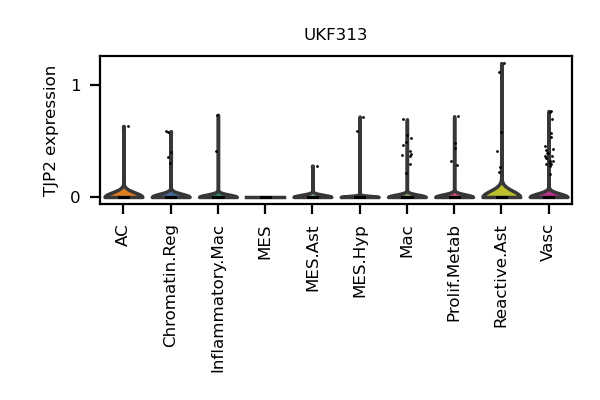 UKF313
TJP2 expression
1
0
AC
Chromatin.Reg
Inflammatory.Mac
MES
MES.Ast
MES.Hyp
Mac
Prolif.Metab
Reactive.Ast
Vasc